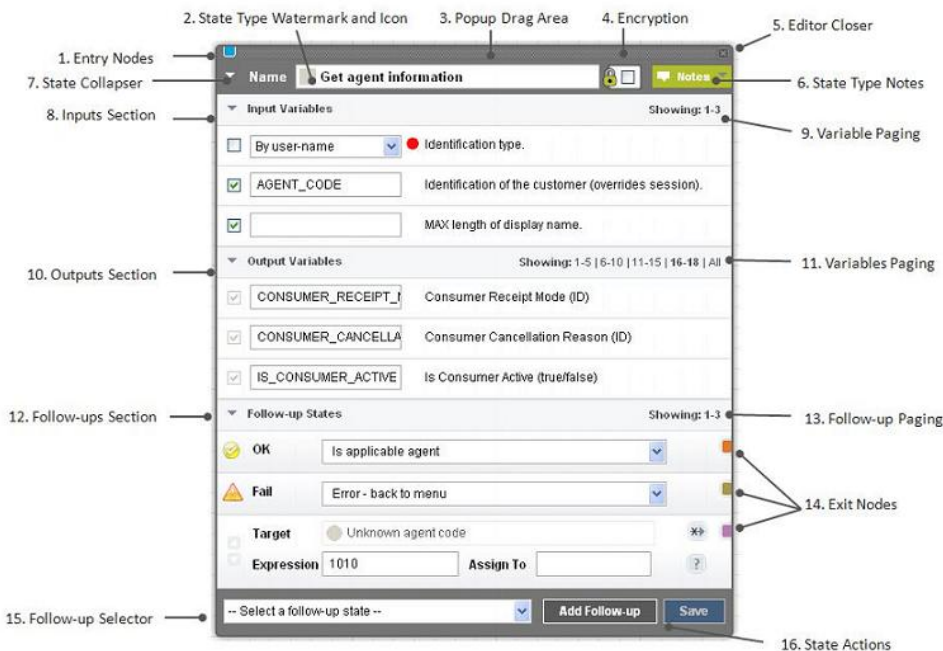 2. State Type Watermark and Icon
3. Popup Drag Area
4. Encryption
5. Editor Closer
1. Entry Nodes
7. State Collapser
Name Get agent information Notes
6. State Type Notes
8. Inputs Section
Input Variables Showing: 1-3
9. Variable Paging
By user-name Identification type.
AGENT_CODE Identification of the customer (overrides session).
MAX length of display name.
10. Outputs Section
Output Variables Showing: 1-5 | 6-10 | 11-15 | 16-18 | All
11. Variables Paging
CONSUMER_RECEIPT_ Consumer Receipt Mode (ID)
CONSUMER_CANCELLA Consumer Cancellation Reason (ID)
IS_CONSUMER_ACTIVE Is Consumer Active (true/false)
12. Follow-ups Section
Follow-up States Showing: 1-3
13. Follow-up Paging
OK Is applicable agent
Fail Error - back to menu
14. Exit Nodes
Target Unknown agent code
Expression 1010 Assign To ?
15. Follow-up Selector
-- Select a follow-up state -- Add Follow-up Save
16. State Actions